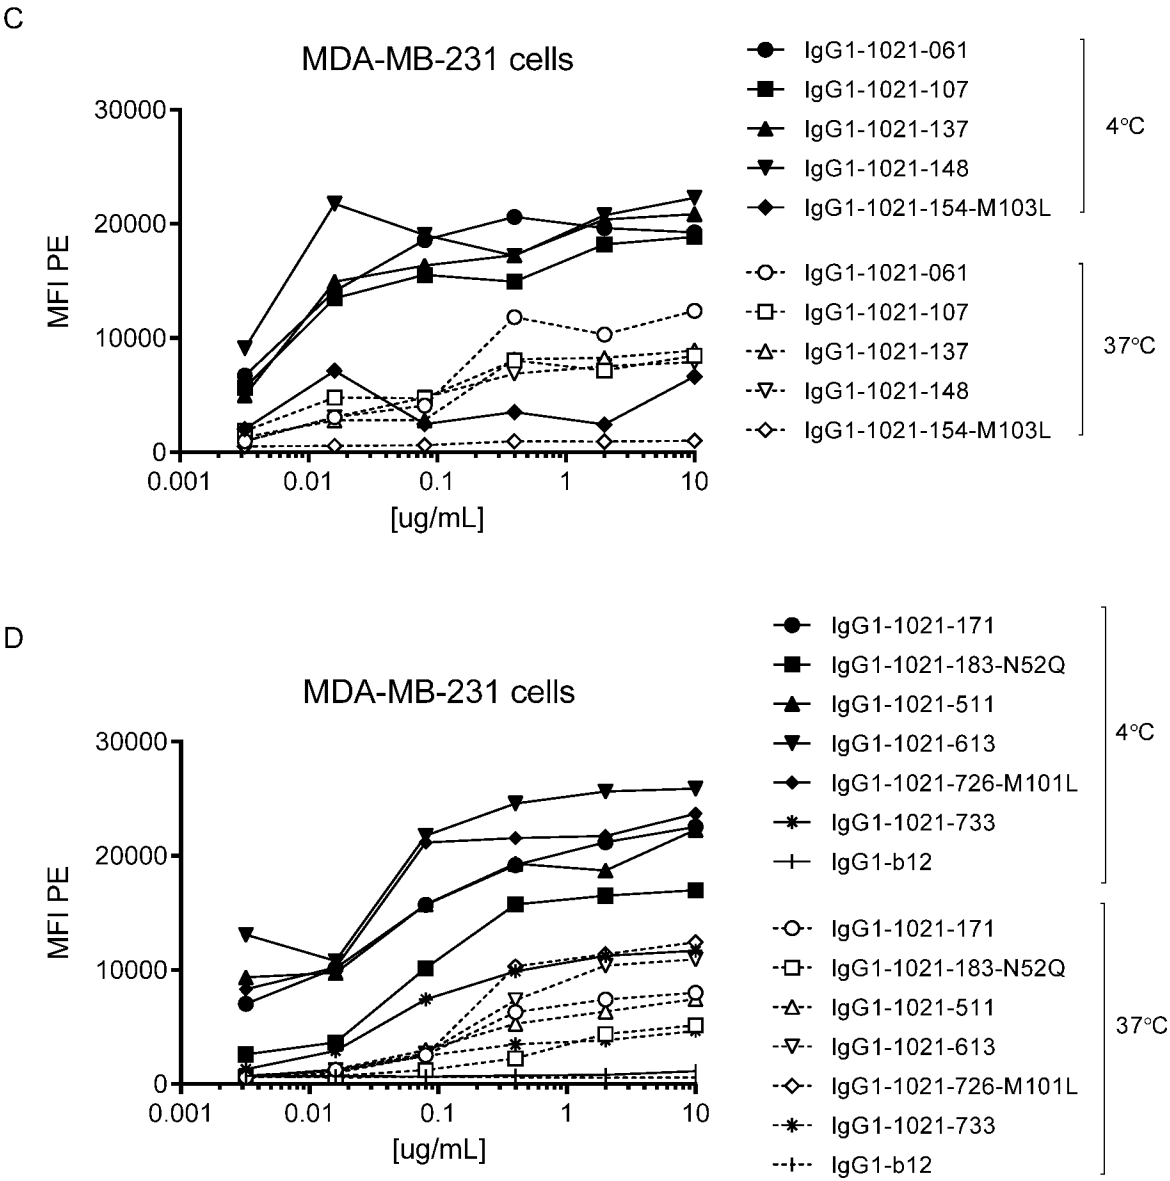 C
MDA-MB-231 cells
30000
20000
10000
0
MFI PE
0.001 0.01 0.1 1 10
[ug/mL]
IgG1-1021-061
IgG1-1021-107
IgG1-1021-137
IgG1-1021-148
IgG1-1021-154-M103L
4°C
IgG1-1021-061
IgG1-1021-107
IgG1-1021-137
IgG1-1021-148
IgG1-1021-154-M103L
37°C
D
MDA-MB-231 cells
30000
20000
10000
0
MFI PE
0.001 0.01 0.1 1 10
[ug/mL]
IgG1-1021-171
IgG1-1021-183-N52Q
IgG1-1021-511
IgG1-1021-613
IgG1-1021-726-M101L
IgG1-1021-733
IgG1-b12
4°C
IgG1-1021-171
IgG1-1021-183-N52Q
IgG1-1021-511
IgG1-1021-613
IgG1-1021-726-M101L
IgG1-1021-733
IgG1-b12
37°C